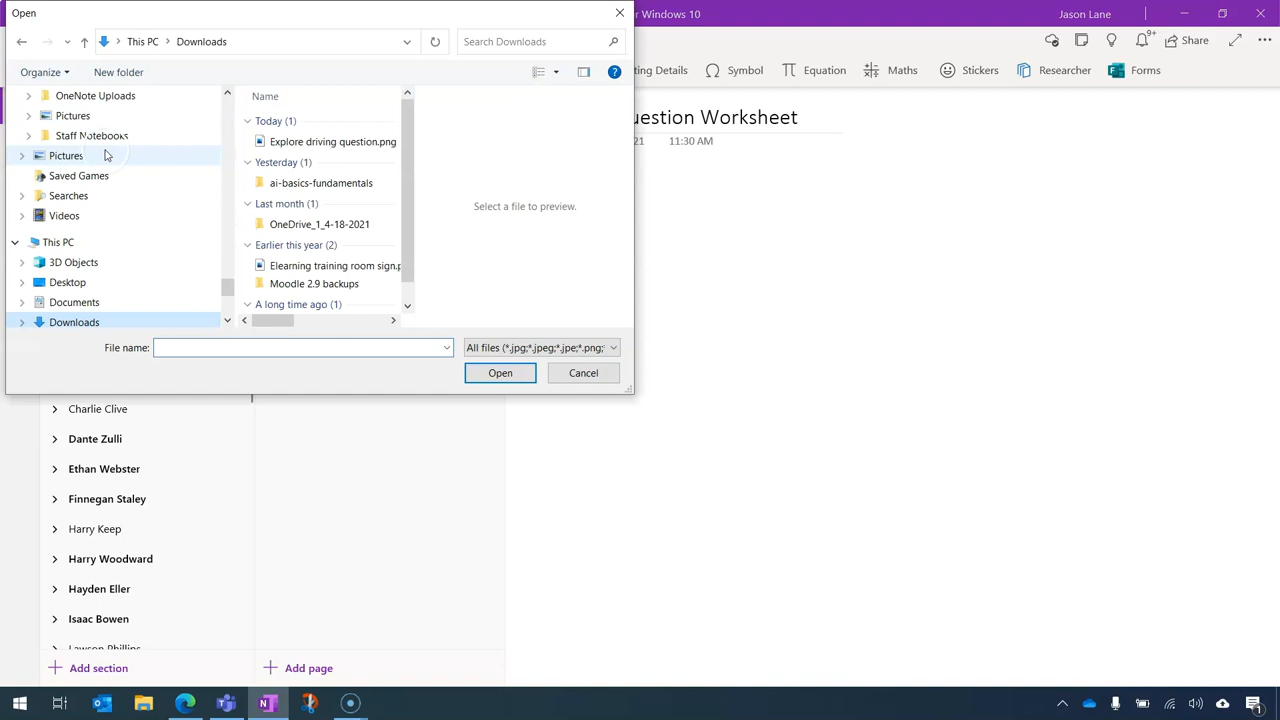 Open
r Windows 10
Jason Lane
This PC
Downloads
Search Downloads
Share
Organize
New folder
ting Details
Symbol
Equation
Maths
Stickers
Researcher
Forms
OneNote Uploads
Pictures
Staff Notebooks
Pictures
Saved Games
Searches
Videos
This PC
3D Objects
Desktop
Documents
Downloads
Name
Today (1)
Explore driving question.png
Yesterday (1)
ai-basics-fundamentals
Last month (1)
OneDrive_1_4-18-2021
Earlier this year (2)
Elearning training room sign.p
Moodle 2.9 backups
A long time ago (1)
Select a file to preview.
uestion Worksheet
21
11:30 AM
File name:
All files (*.jpg;*.jpeg;*.jpe;*.png;
Open
Cancel
Charlie Clive
Dante Zulli
Ethan Webster
Finnegan Staley
Harry Keep
Harry Woodward
Hayden Eller
Isaac Bowen
Lawson Phillips
Add section
Add page